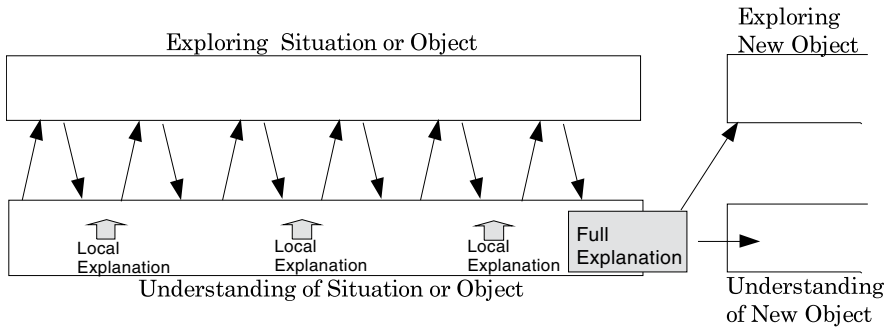 Exploring Situation or Object
Exploring
New Object
Local
Explanation
Local
Explanation
Local
Explanation
Full
Explanation
Understanding of Situation or Object
Understanding
of New Object